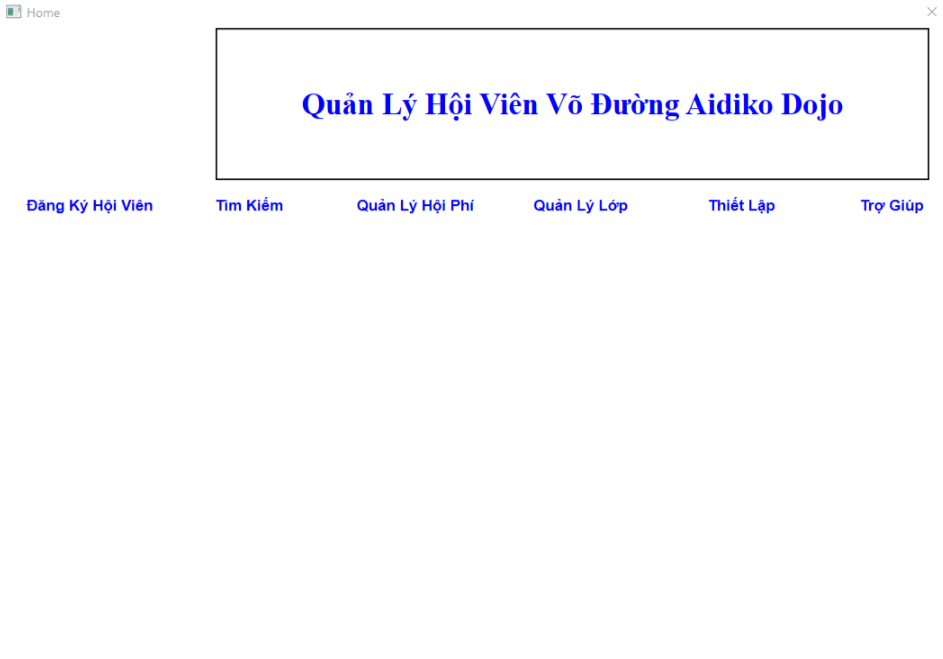 Home
Quản Lý Hội Viên Võ Đường Aidiko Dojo
Đăng Ký Hội Viên Tìm Kiếm Quản Lý Hội Phí Quản Lý Lớp Thiết Lập Trợ Giúp